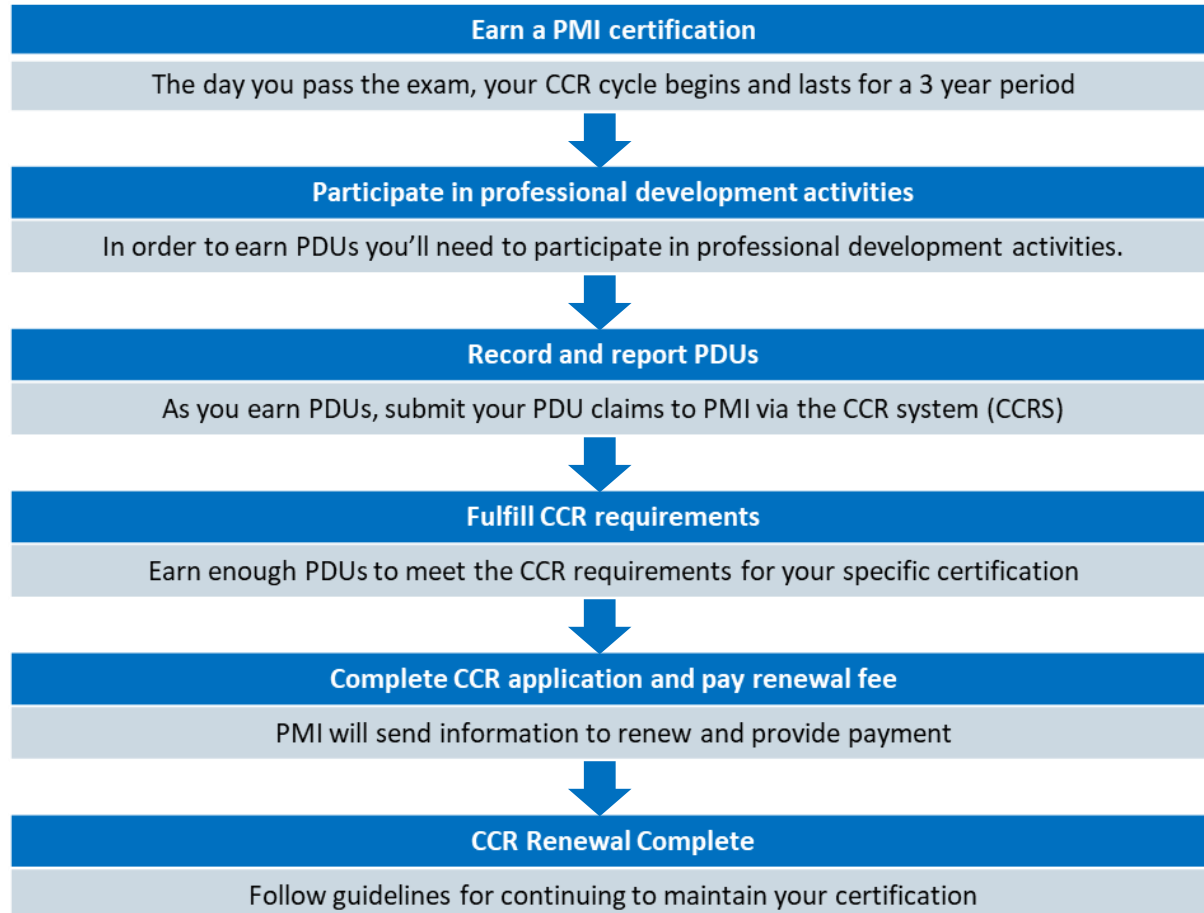 Earn a PMI certification
The day you pass the exam, your CCR cycle begins and lasts for a 3 year period
Participate in professional development activities
In order to earn PDUs you’ll need to participate in professional development activities.
Record and report PDUs
As you earn PDUs, submit your PDU claims to PMI via the CCR system (CCRS)
Fulfill CCR requirements
Earn enough PDUs to meet the CCR requirements for your specific certification
Complete CCR application and pay renewal fee
PMI will send information to renew and provide payment
CCR Renewal Complete
Follow guidelines for continuing to maintain your certification